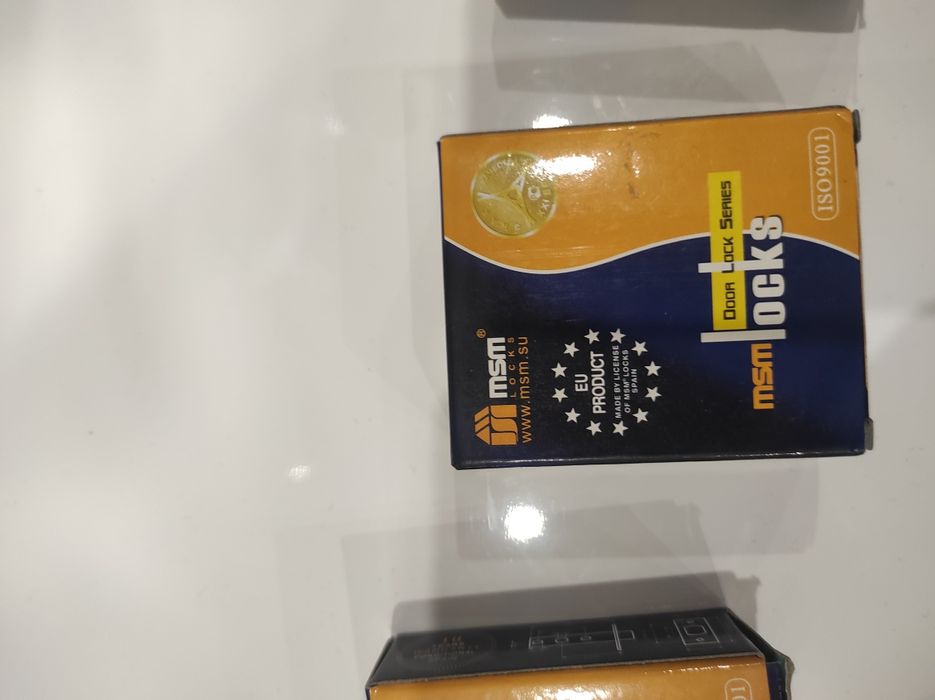 msm®
LOCKS
www.msm.su
EU
PRODUCT
MADE BY LICENSE
OF MSM® LOCKS
SPAIN
DOOR LOCK SERIES
msm locks
ISO9001